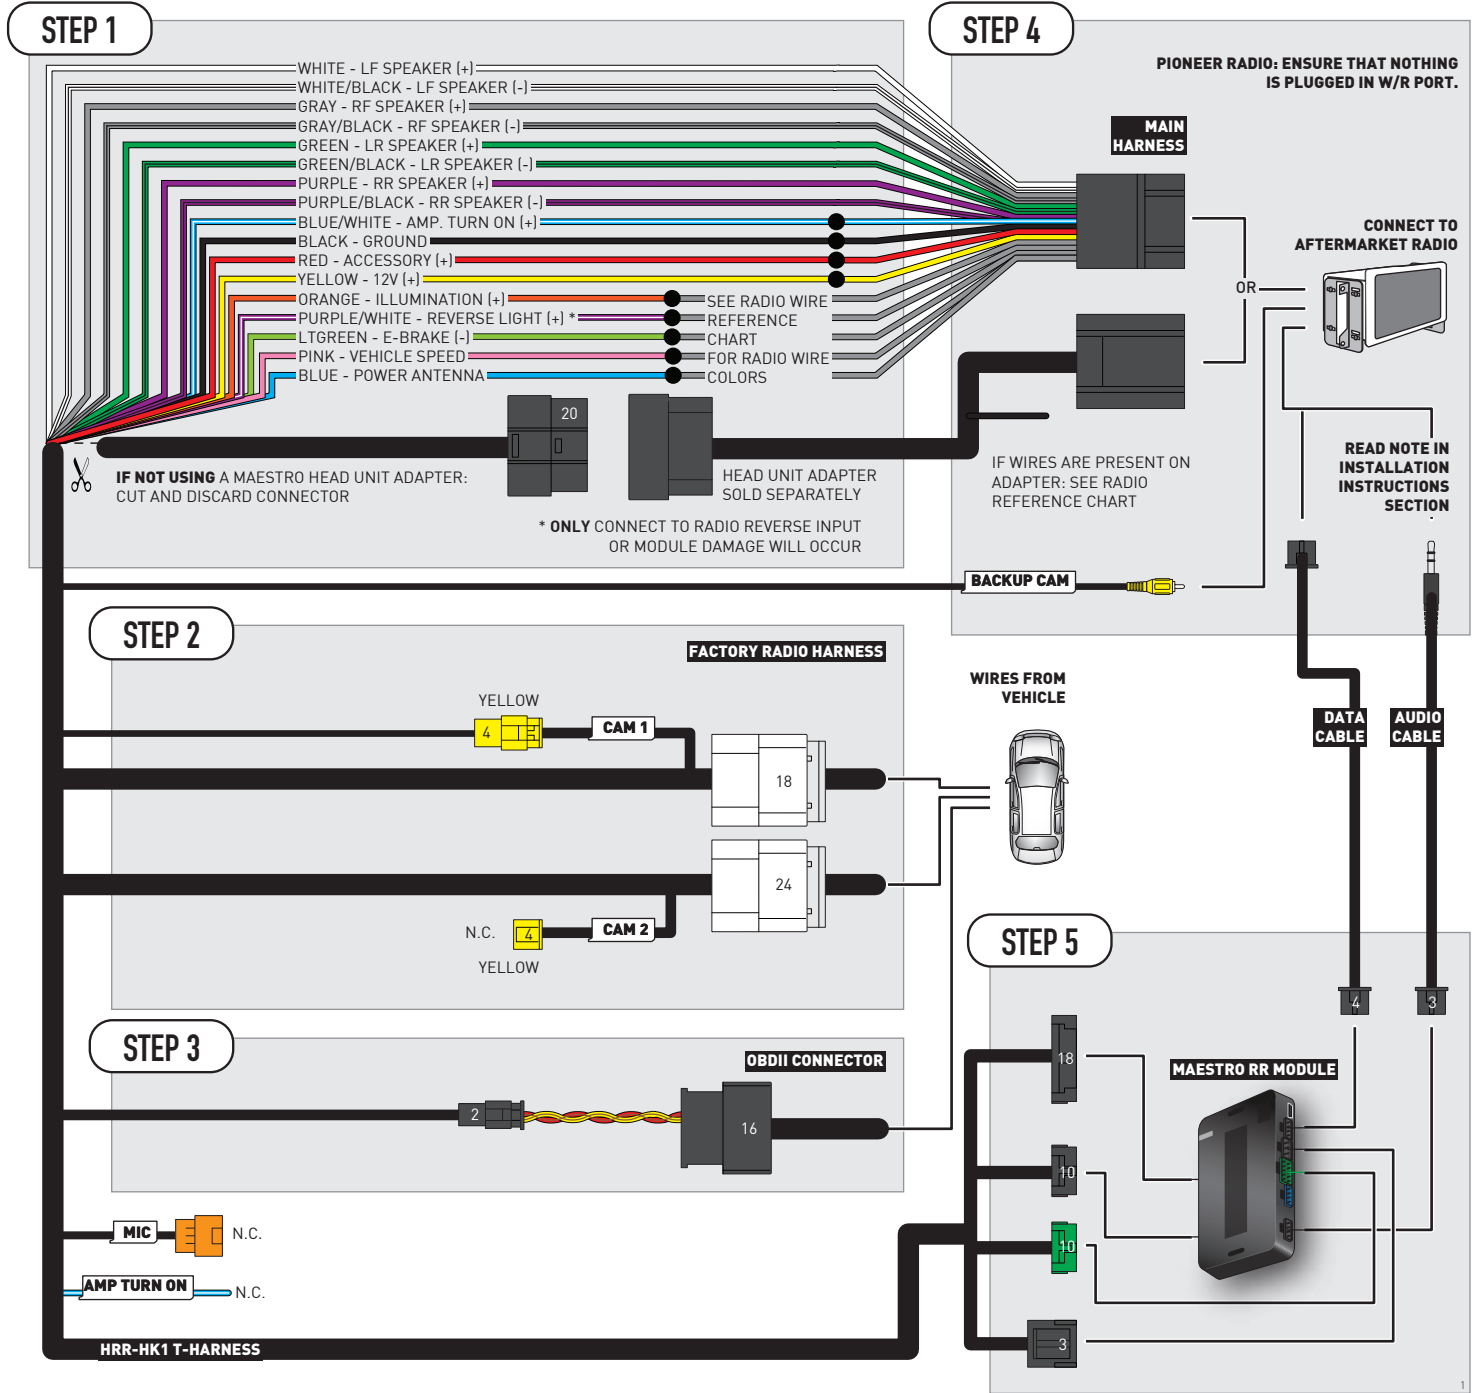 STEP 1
WHITE - LF SPEAKER (+)
WHITE/BLACK - LF SPEAKER (-)
GRAY - RF SPEAKER (+)
GRAY/BLACK - RF SPEAKER (-)
GREEN - LR SPEAKER (+)
GREEN/BLACK - LR SPEAKER (-)
PURPLE - RR SPEAKER (+)
PURPLE/BLACK - RR SPEAKER (-)
BLUE/WHITE - AMP. TURN ON (+)
BLACK - GROUND
RED - ACCESSORY (+)
YELLOW - 12V (+)
ORANGE - ILLUMINATION (+)
PURPLE/WHITE - REVERSE LIGHT (+) *
LTGREEN - E-BRAKE (-)
PINK - VEHICLE SPEED
BLUE - POWER ANTENNA
SEE RADIO WIRE
REFERENCE
CHART
FOR RADIO WIRE
COLORS
20
IF NOT USING A MAESTRO HEAD UNIT ADAPTER:
CUT AND DISCARD CONNECTOR
HEAD UNIT ADAPTER
SOLD SEPARATELY
* ONLY CONNECT TO RADIO REVERSE INPUT
OR MODULE DAMAGE WILL OCCUR
STEP 4
PIONEER RADIO: ENSURE THAT NOTHING
IS PLUGGED IN W/R PORT.
MAIN
HARNESS
CONNECT TO
AFTERMARKET RADIO
OR
IF WIRES ARE PRESENT ON
ADAPTER: SEE RADIO
REFERENCE CHART
READ NOTE IN
INSTALLATION
INSTRUCTIONS
SECTION
BACKUP CAM
STEP 2
FACTORY RADIO HARNESS
YELLOW
4
CAM 1
18
24
N.C.
4
CAM 2
YELLOW
WIRES FROM
VEHICLE
DATA
CABLE
AUDIO
CABLE
STEP 3
OBDII CONNECTOR
2
16
MIC
N.C.
AMP TURN ON
N.C.
HRR-HK1 T-HARNESS
STEP 5
4
3
18
MAESTRO RR MODULE
10
10
3
1